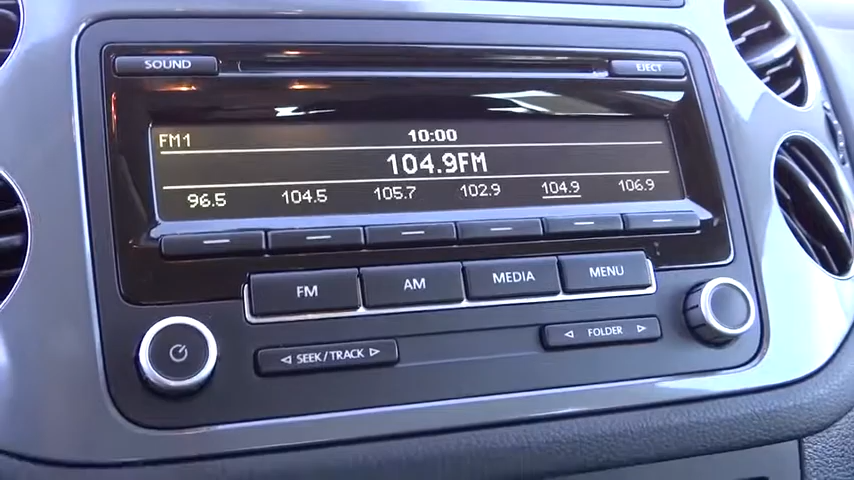 SOUND EJECT
FM1 10:00
104.9FM
96.5 104.5 105.7 102.9 104.9 106.9
FM AM MEDIA MENU
SEEK/TRACK FOLDER